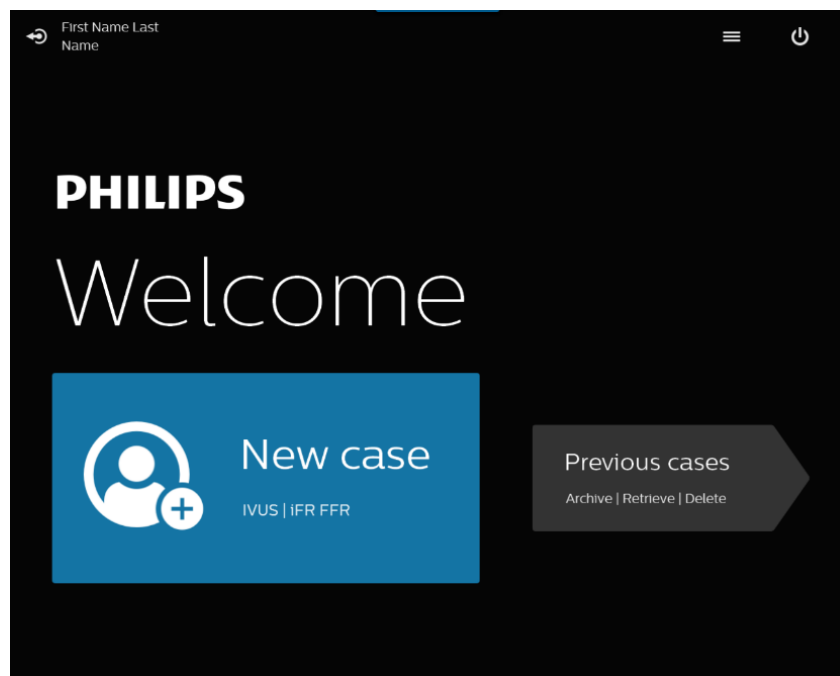 First Name Last
Name
PHILIPS
Welcome
New case
IVUS | iFR FFR
Previous cases
Archive | Retrieve | Delete